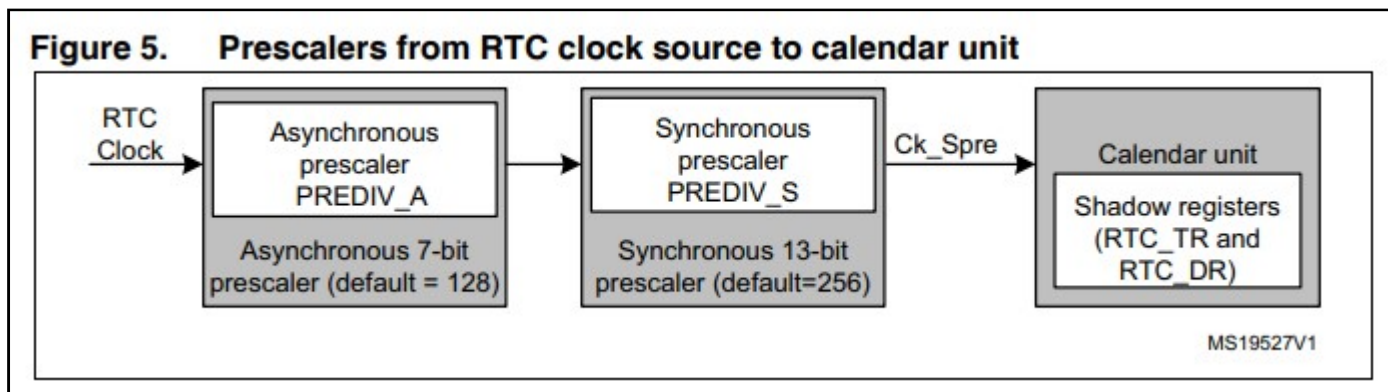 Figure 5. Prescalers from RTC clock source to calendar unit
RTC
Clock
Asynchronous
prescaler
PREDIV_A
Asynchronous 7-bit
prescaler (default = 128)
Synchronous
prescaler
PREDIV_S
Synchronous 13-bit
prescaler (default=256)
Ck_Spre
Calendar unit
Shadow registers
(RTC_TR and
RTC_DR)
MS19527V1